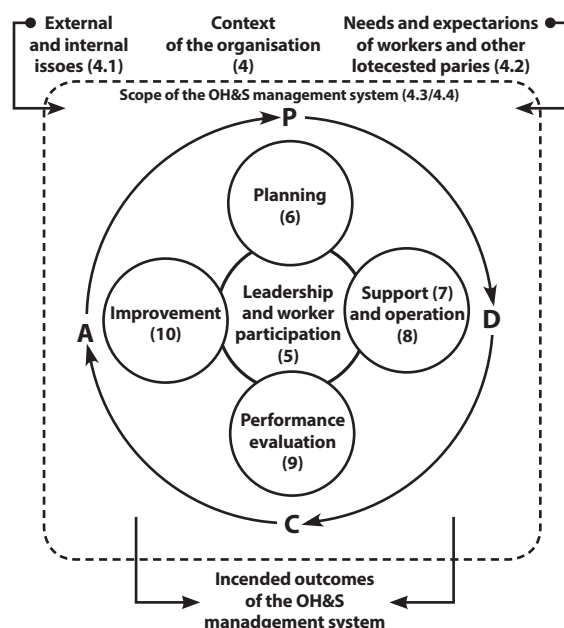 External
and internal
issoes (4.1)
Context
of the organisation
(4)
Needs and expectarions
of workers and other
lotecested paries (4.2)
Scope of the OH&S management system (4.3/4.4)
P
Planning
(6)
Improvement
(10)
Leadership
and worker
participation
(5)
Support (7)
and operation
(8)
A
D
Performance
evaluation
(9)
C
Incended outcomes
of the OH&S
manadgement system